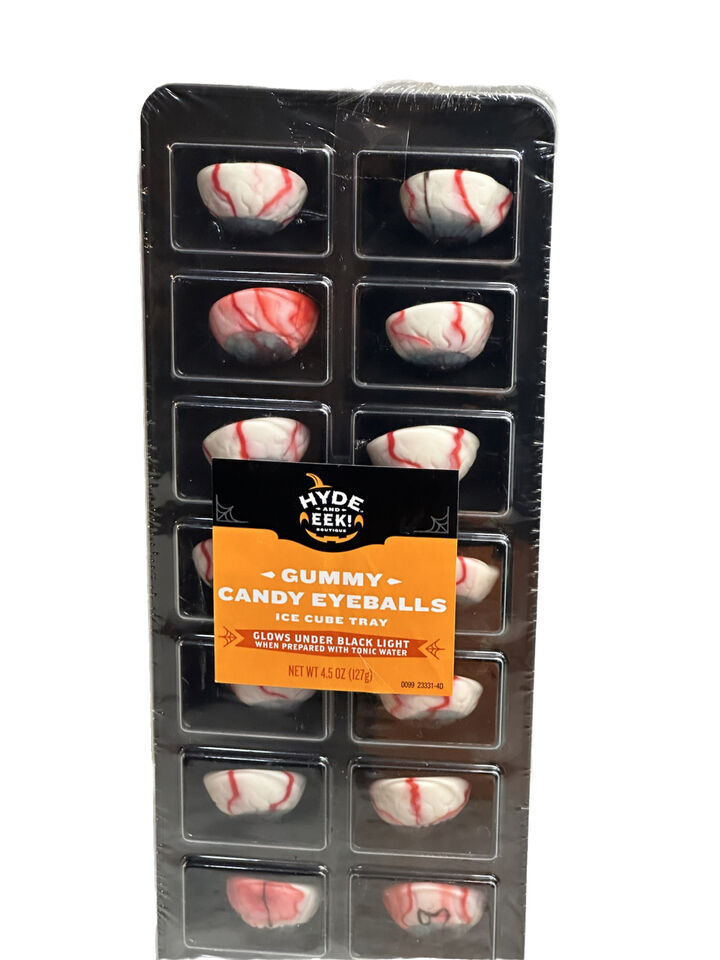 HYDE
AND
EEK!
BOUTIQUE
GUMMY
CANDY EYEBALLS
ICE CUBE TRAY
GLOWS UNDER BLACK LIGHT
WHEN PREPARED WITH TONIC WATER
NET WT 4.5 OZ (127g)
0099 23331-4D